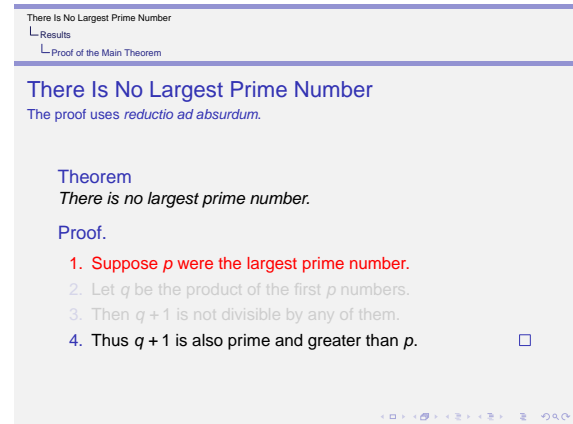 There Is No Largest Prime Number
Results
Proof of the Main Theorem
There Is No Largest Prime Number
The proof uses reductio ad absurdum.
Theorem
There is no largest prime number.
Proof.
1. Suppose p were the largest prime number.
2. Let q be the product of the first p numbers.
3. Then q + 1 is not divisible by any of them.
4. Thus q + 1 is also prime and greater than p.